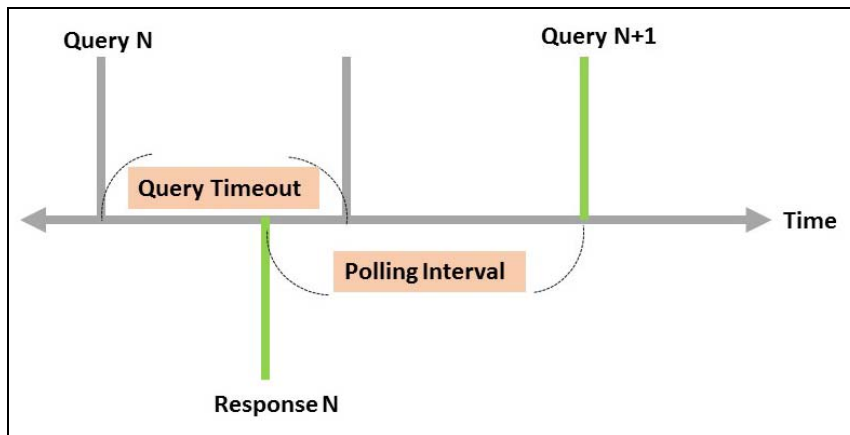 Query N
Query N+1
Query Timeout
Time
Polling Interval
Response N